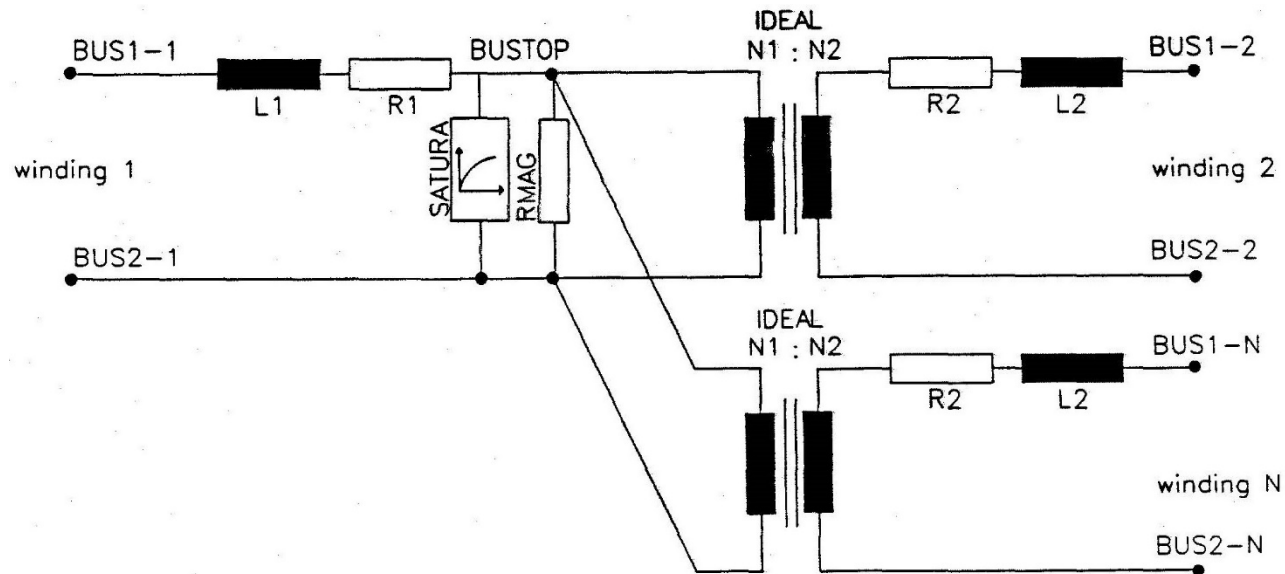 IDEAL
N1 : N2
BUS1-1
BUSTOP
BUS1-2
L1
R1
R2
L2
SATURA
RMAG
winding 1
winding 2
BUS2-1
BUS2-2
IDEAL
N1 : N2
BUS1-N
R2
L2
winding N
BUS2-N